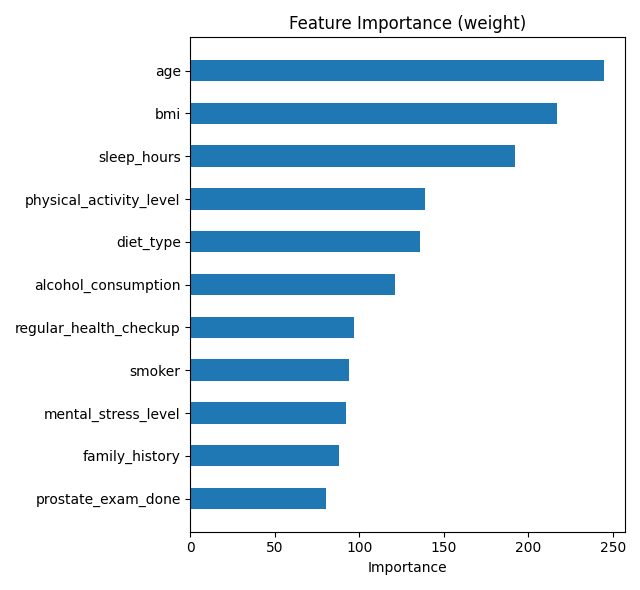 Feature Importance (weight)
age
bmi
sleep_hours
physical_activity_level
diet_type
alcohol_consumption
regular_health_checkup
smoker
mental_stress_level
family_history
prostate_exam_done
0 50 100 150 200 250
Importance